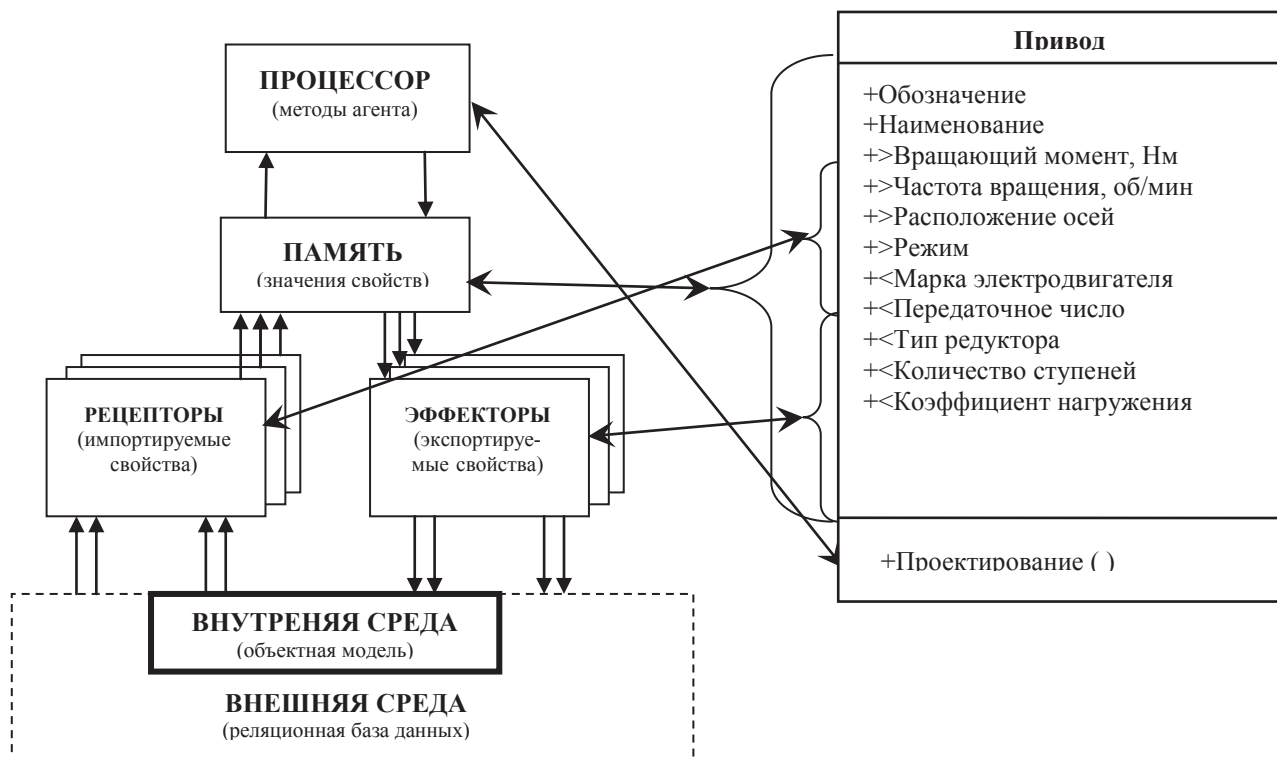 ПРОЦЕССОР
(методы агента)
ПАМЯТЬ
(значения свойств)
РЕЦЕПТОРЫ
(импортируемые
свойства)
ЭФФЕКТОРЫ
(экспортируе-
мые свойства)
ВНУТРЕНЯЯ СРЕДА
(объектная модель)
ВНЕШНЯЯ СРЕДА
(реляционная база данных)
Привод
+Обозначение
+Наименование
+>Вращающий момент, Нм
+>Частота вращения, об/мин
+>Расположение осей
+>Режим
+<Марка электродвигателя
+<Передаточное число
+<Тип редуктора
+<Количество ступеней
+<Коэффициент нагружения
+Проектирование ( )